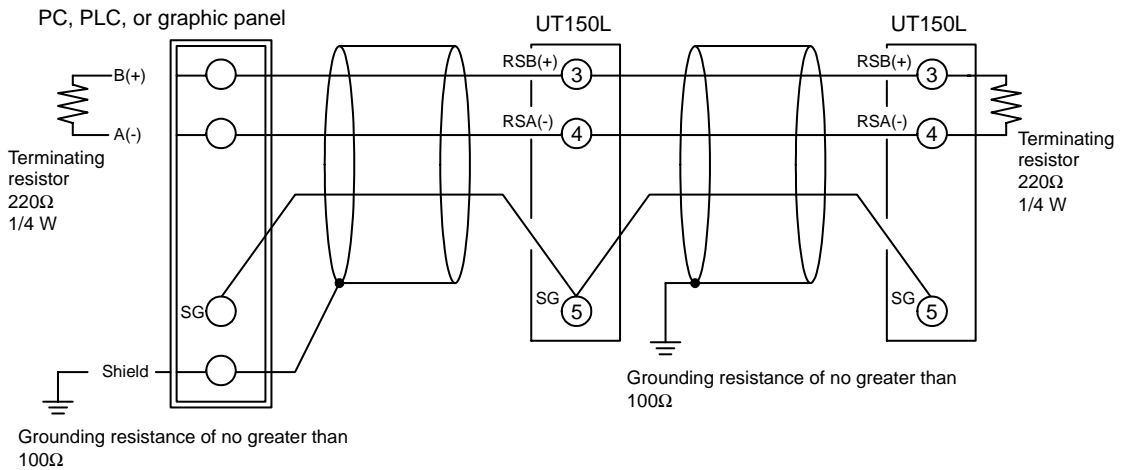 PC, PLC, or graphic panel
UT150L
UT150L
B(+)
RSB(+)
3
RSB(+)
3
A(-)
RSA(-)
4
RSA(-)
4
Terminating
resistor
220Ω
1/4 W
Terminating
resistor
220Ω
1/4 W
SG
SG
5
SG
5
Shield
Grounding resistance of no greater than
100Ω
Grounding resistance of no greater than
100Ω